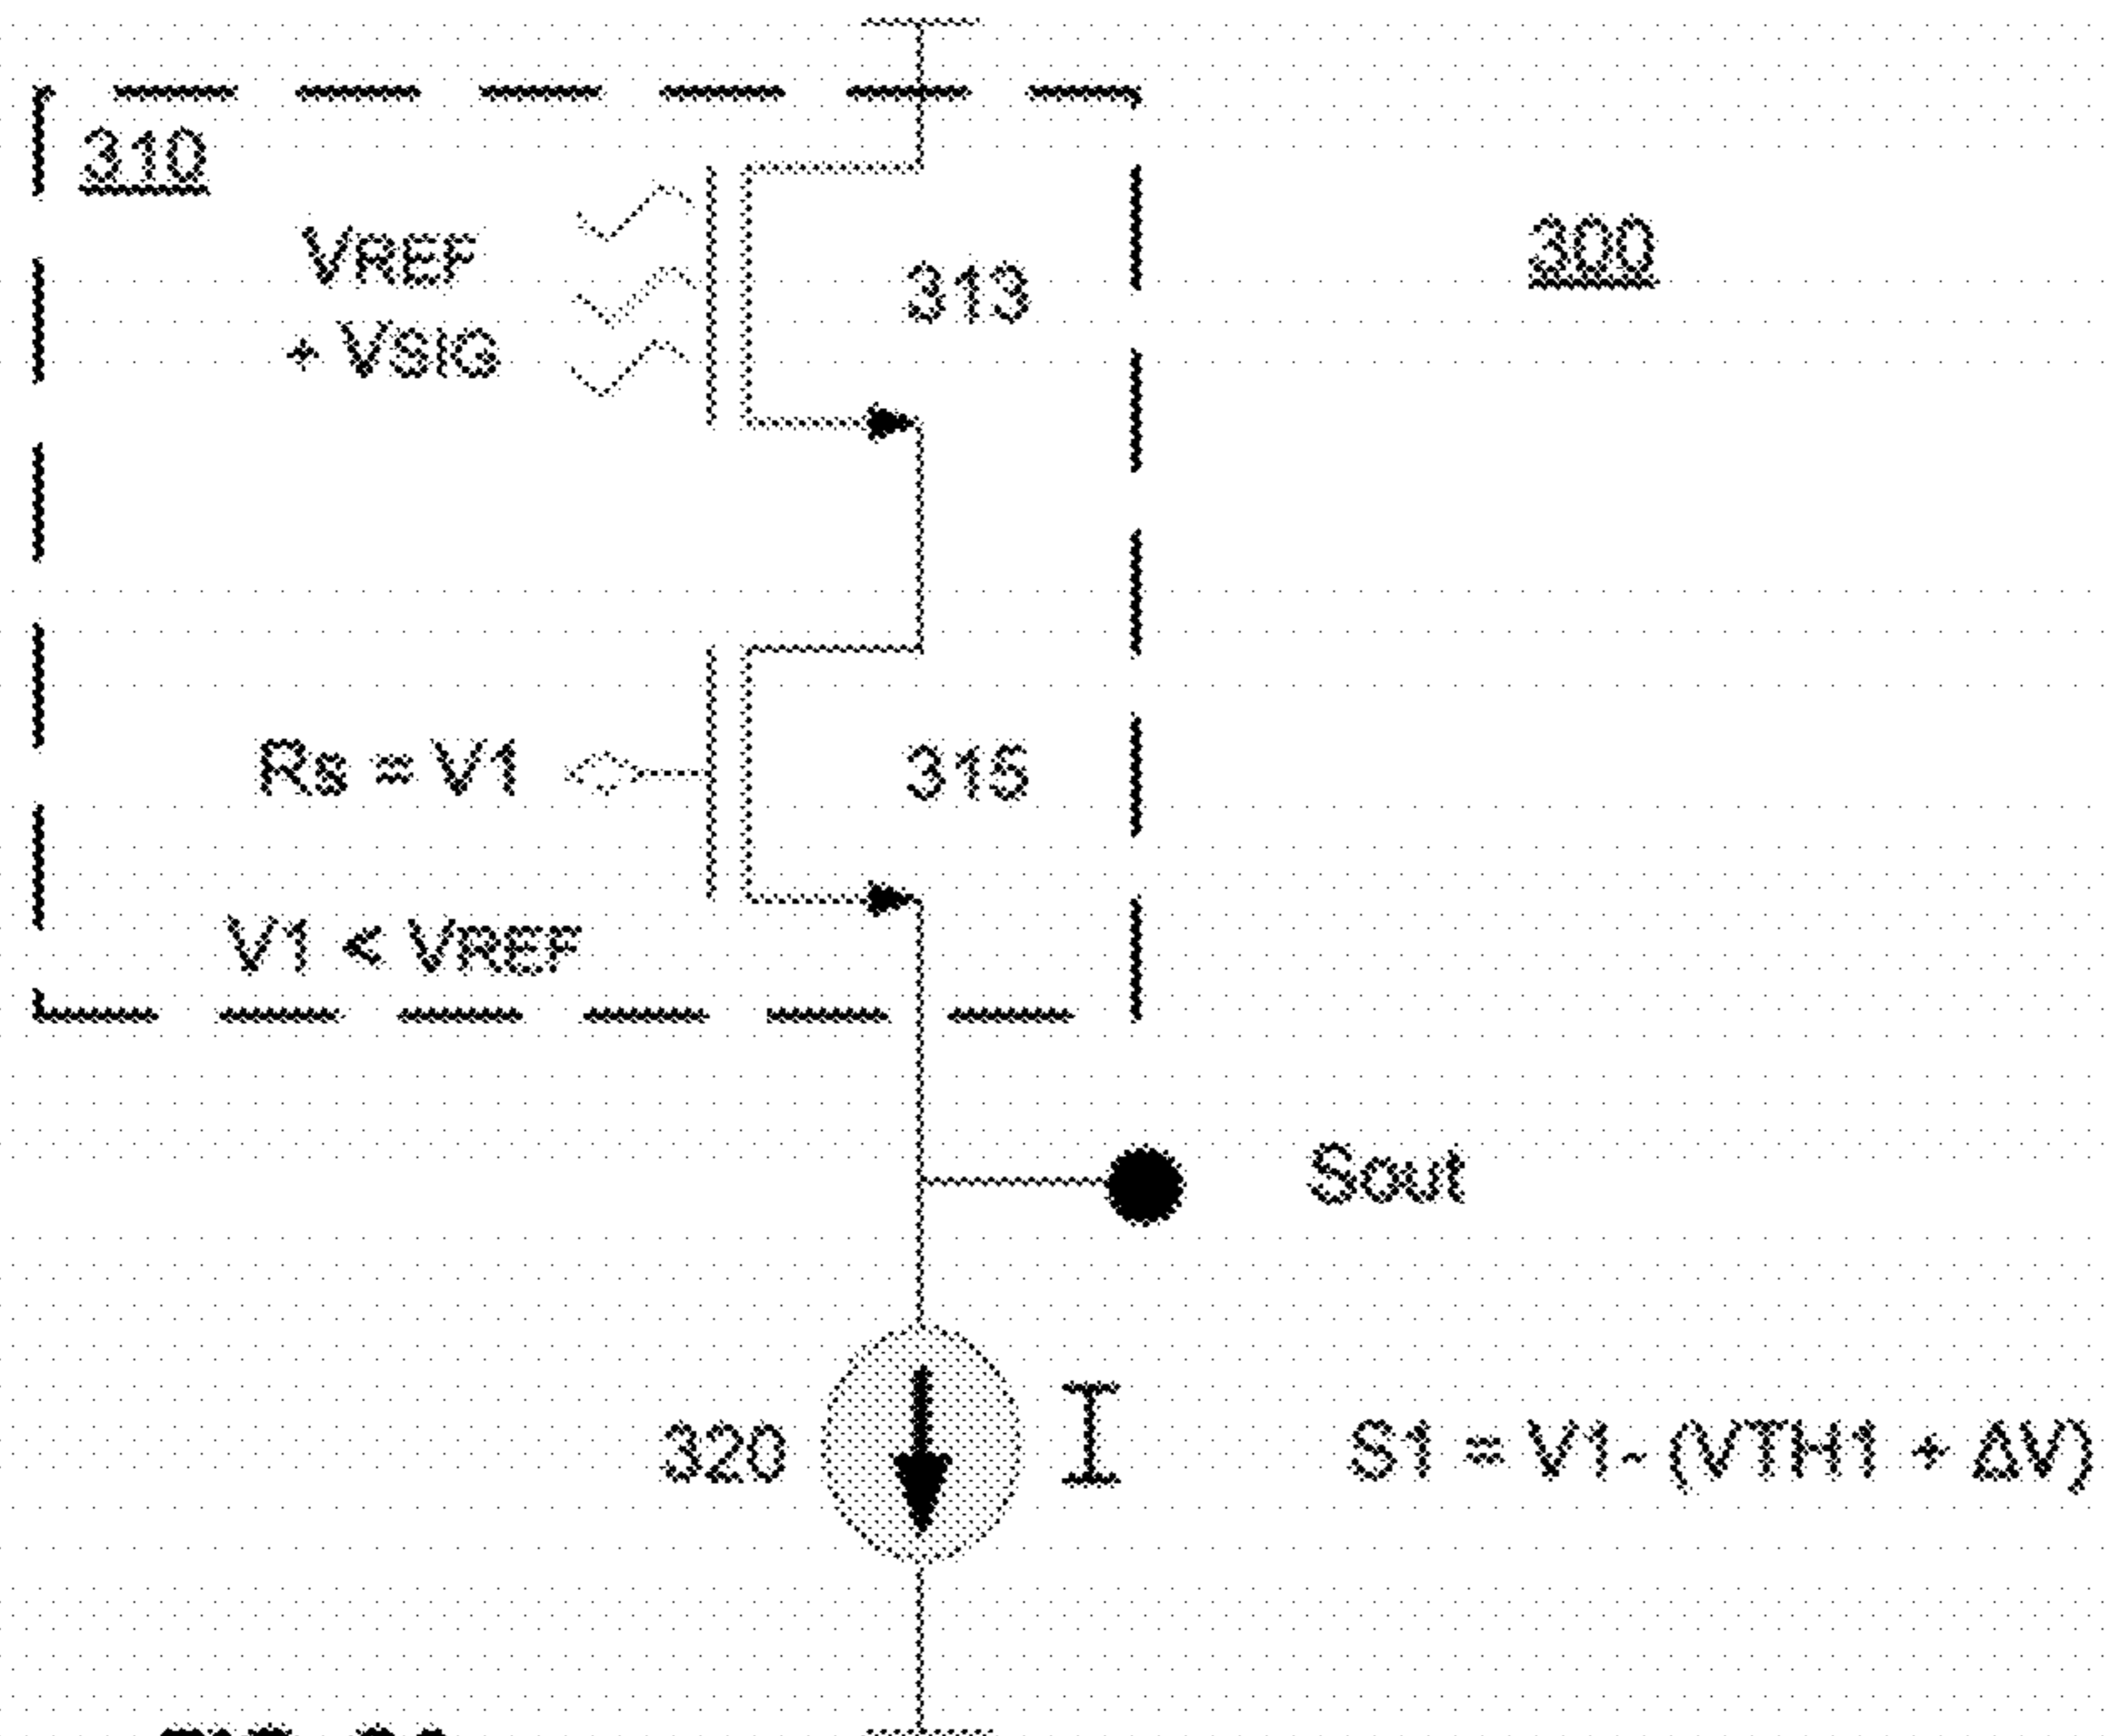 310
300
VREF
+ VSIG
313
Rs = V1
315
V1 < VREF
Sout
320
I
S1 = V1- (VTH1 + ΔV)